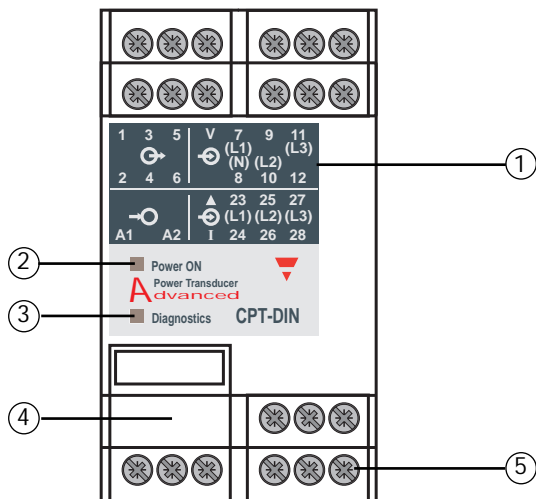 1 3 5 V 7 9 11
(L1) (L3)
(N) (L2)
2 4 6 8 10 12
23 25 27
(L1) (L2) (L3)
A1 A2 I 24 26 28
1
2
Power ON
Power Transducer
Advanced
3
Diagnostics CPT-DIN
4
5